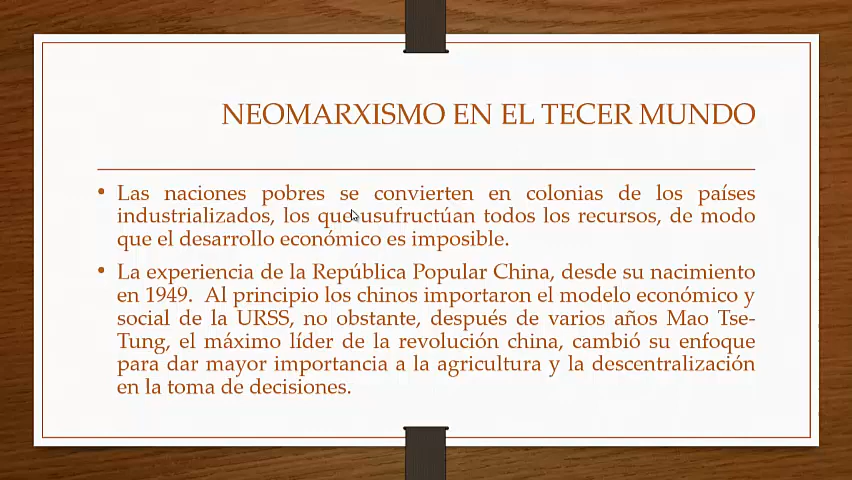 NEOMARXISMO EN EL TECER MUNDO
• Las naciones pobres se convierten en colonias de los países
industrializados, los que usufructúan todos los recursos, de modo
que el desarrollo económico es imposible.
• La experiencia de la República Popular China, desde su nacimiento
en 1949. Al principio los chinos importaron el modelo económico y
social de la URSS, no obstante, después de varios años Mao Tse-
Tung, el máximo líder de la revolución china, cambió su enfoque
para dar mayor importancia a la agricultura y la descentralización
en la toma de decisiones.